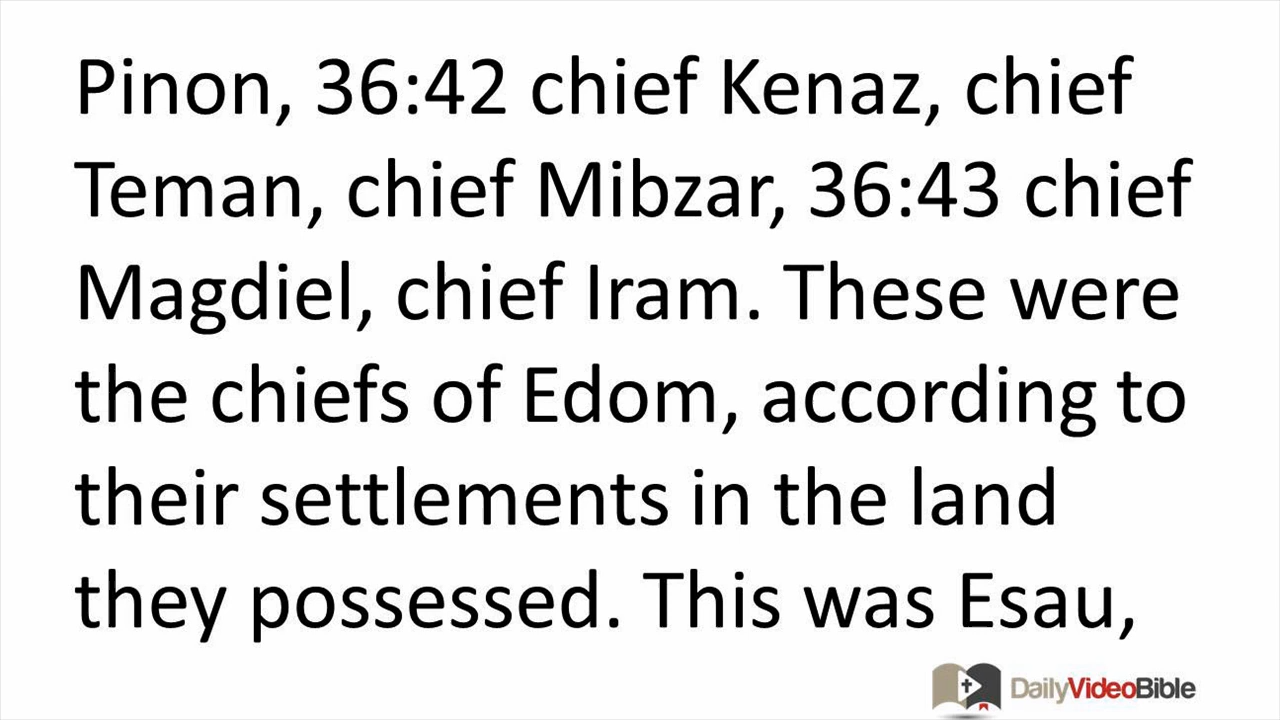 Pinon, 36:42 chief Kenaz, chief
Teman, chief Mibzar, 36:43 chief
Magdiel, chief Iram. These were
the chiefs of Edom, according to
their settlements in the land
they possessed. This was Esau,
DailyVideoBible